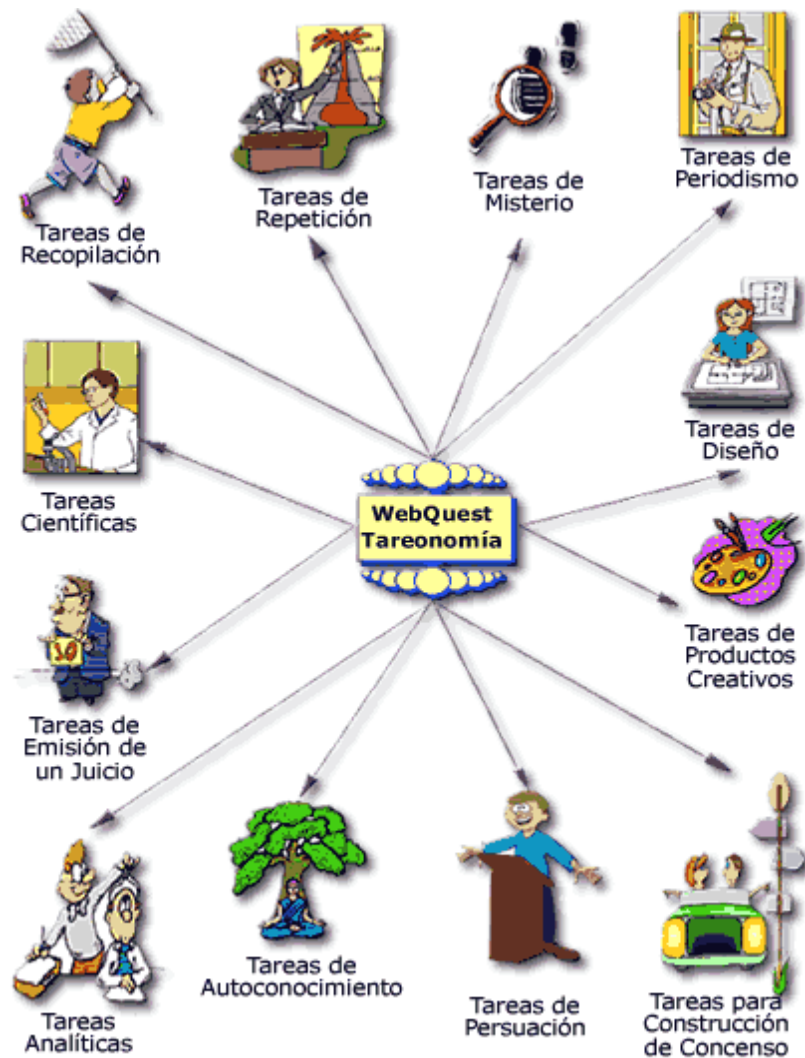 Tareas de
Recopilación
Tareas de
Repetición
Tareas de
Misterio
Tareas de
Periodismo
Tareas
Científicas
WebQuest
Tareonomía
Tareas de
Diseño
Tareas de
Productos
Creativos
10
Tareas de
Emisión de
un Juicio
Tareas
Analíticas
Tareas de
Autoconocimiento
Tareas de
Persuación
Tareas para
Construcción
de Concenso